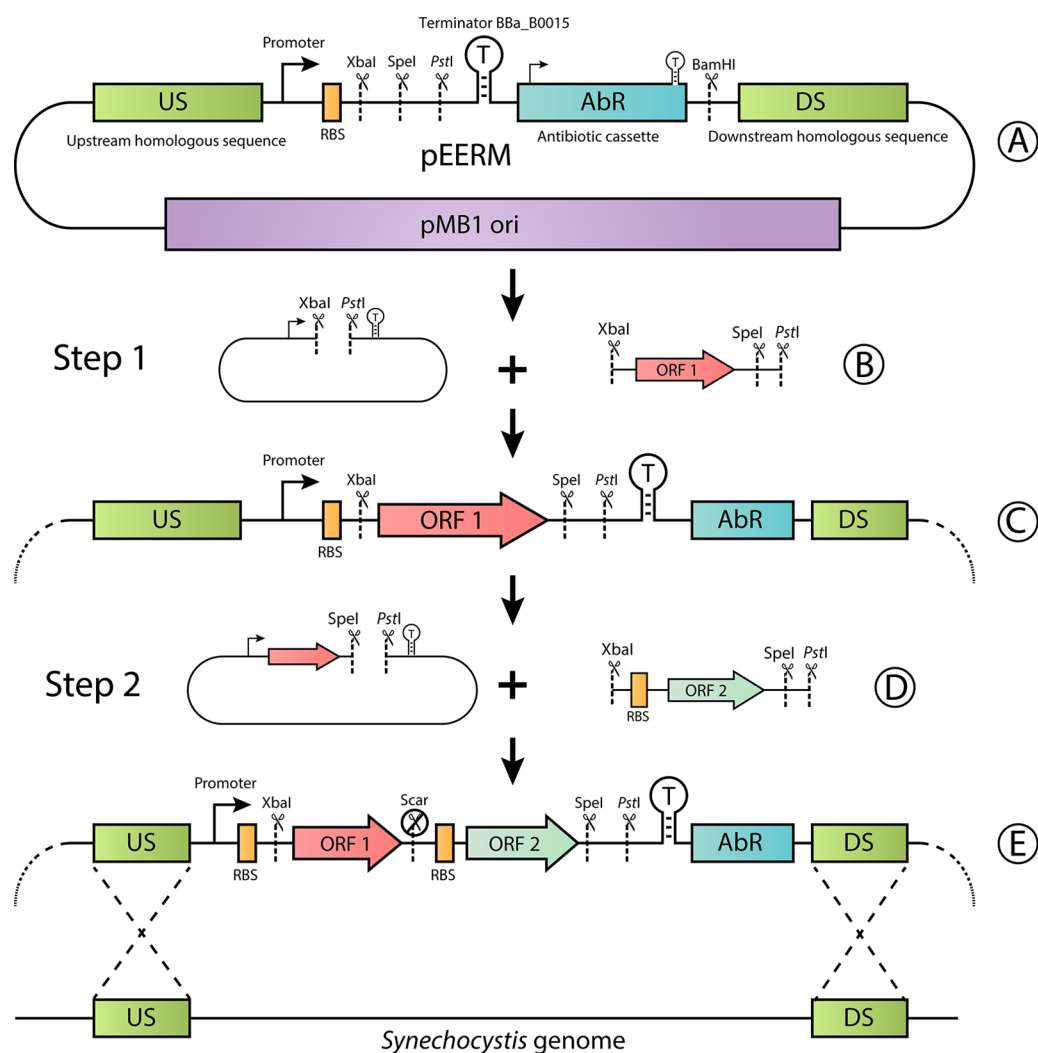 Terminator BBa_B0015
Promoter
XbaI
SpeI
PstI
T
T
BamHI
US
AbR
DS
RBS
Upstream homologous sequence
Antibiotic cassette
Downstream homologous sequence
pEERM
A
pMB1 ori
Step 1
XbaI
PstI
T
+
XbaI
SpeI
PstI
ORF 1
B
Promoter
XbaI
SpeI
PstI
T
US
ORF 1
AbR
DS
RBS
C
Step 2
SpeI
PstI
T
+
XbaI
SpeI
PstI
ORF 2
RBS
D
Promoter
XbaI
Scar
SpeI
PstI
T
US
ORF 1
ORF 2
AbR
DS
RBS
RBS
E
US
DS
Synechocystis genome